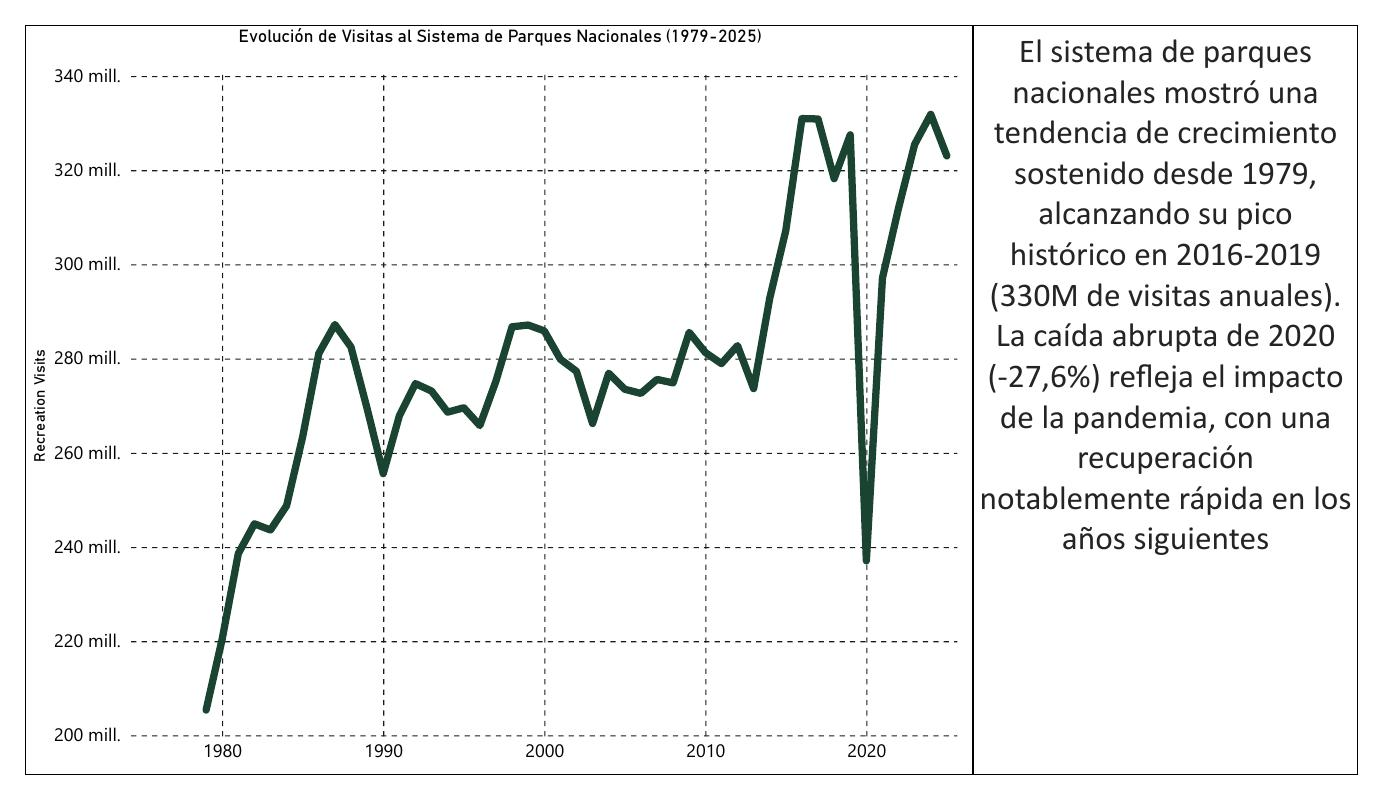 Evolución de Visitas al Sistema de Parques Nacionales (1979-2025)
340 mill.
320 mill.
300 mill.
280 mill.
260 mill.
240 mill.
220 mill.
200 mill.
Recreation Visits
1980
1990
2000
2010
2020
El sistema de parques
nacionales mostró una
tendencia de crecimiento
sostenido desde 1979,
alcanzando su pico
histórico en 2016-2019
(330M de visitas anuales).
La caída abrupta de 2020
(-27,6%) refleja el impacto
de la pandemia, con una
recuperación
notablemente rápida en los
años siguientes